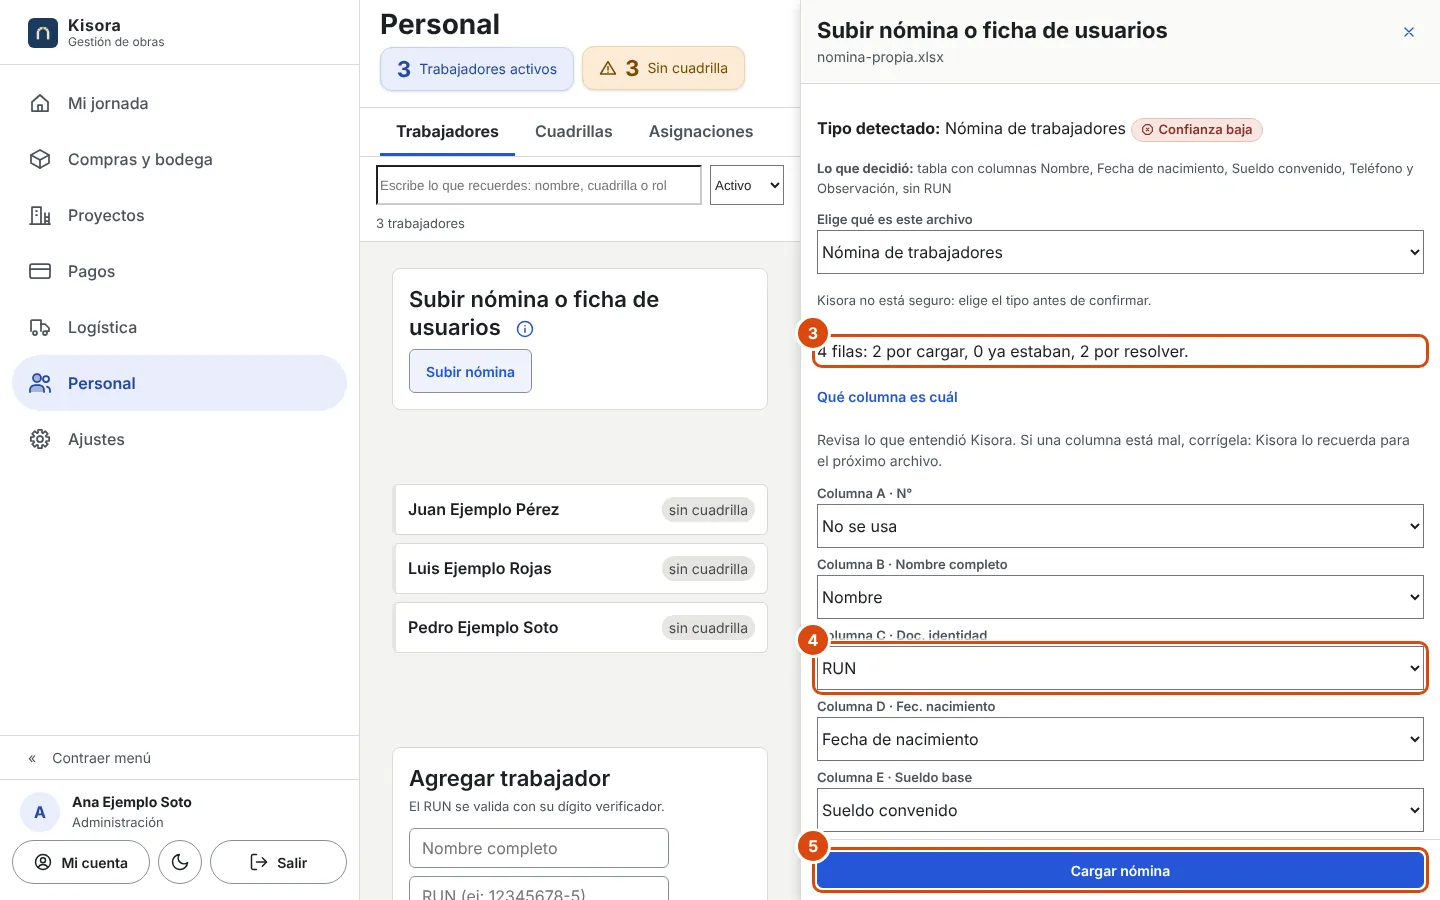 Kisora
Gestión de obras
Mi jornada
Compras y bodega
Proyectos
Pagos
Logística
Personal
Ajustes
« Contraer menú
A
Ana Ejemplo Soto
Administración
Mi cuenta
Salir
Personal
3 Trabajadores activos
3 Sin cuadrilla
Trabajadores Cuadrillas Asignaciones
Escribe lo que recuerdes: nombre, cuadrilla o rol
Activo
3 trabajadores
Subir nómina o ficha de
usuarios
Subir nómina
Juan Ejemplo Pérez sin cuadrilla
Luis Ejemplo Rojas sin cuadrilla
Pedro Ejemplo Soto sin cuadrilla
Agregar trabajador
El RUN se valida con su dígito verificador.
Nombre completo
RUN (ej: 12345678-5)
Subir nómina o ficha de usuarios
nomina-propia.xlsx
Tipo detectado: Nómina de trabajadores Confianza baja
Lo que decidió: tabla con columnas Nombre, Fecha de nacimiento, Sueldo convenido, Teléfono y
Observación, sin RUN
Elige qué es este archivo
Nómina de trabajadores
Kisora no está seguro: elige el tipo antes de confirmar.
3
4 filas: 2 por cargar, 0 ya estaban, 2 por resolver.
Qué columna es cuál
Revisa lo que entendió Kisora. Si una columna está mal, corrígela: Kisora lo recuerda para
el próximo archivo.
Columna A · N°
No se usa
Columna B · Nombre completo
Nombre
4
Columna C · Doc. identidad
RUN
Columna D · Fec. nacimiento
Fecha de nacimiento
Columna E · Sueldo base
Sueldo convenido
5
Cargar nómina